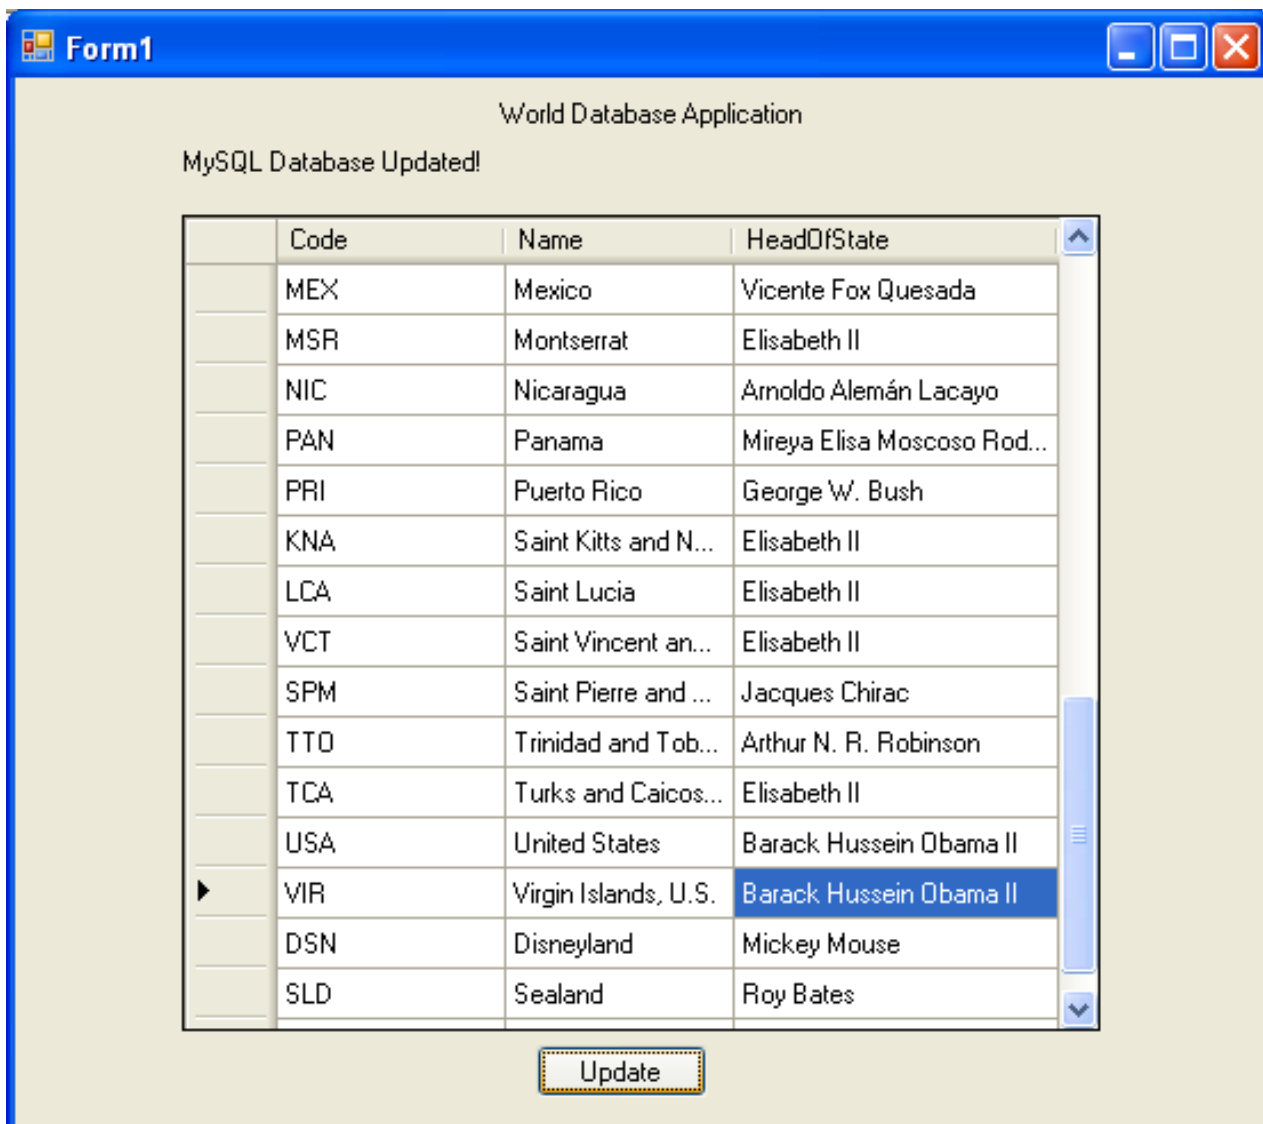 Form1
World Database Application
MySQL Database Updated!
Code Name HeadOfState
MEX Mexico Vicente Fox Quesada
MSR Montserrat Elisabeth II
NIC Nicaragua Arnoldo Alemán Lacayo
PAN Panama Mireya Elisa Moscoso Rod...
PRI Puerto Rico George W. Bush
KNA Saint Kitts and N... Elisabeth II
LCA Saint Lucia Elisabeth II
VCT Saint Vincent an... Elisabeth II
SPM Saint Pierre and ... Jacques Chirac
TTO Trinidad and Tob... Arthur N. R. Robinson
TCA Turks and Caicos... Elisabeth II
USA United States Barack Hussein Obama II
VIR Virgin Islands, U.S. Barack Hussein Obama II
DSN Disneyland Mickey Mouse
SLD Sealand Roy Bates
Update